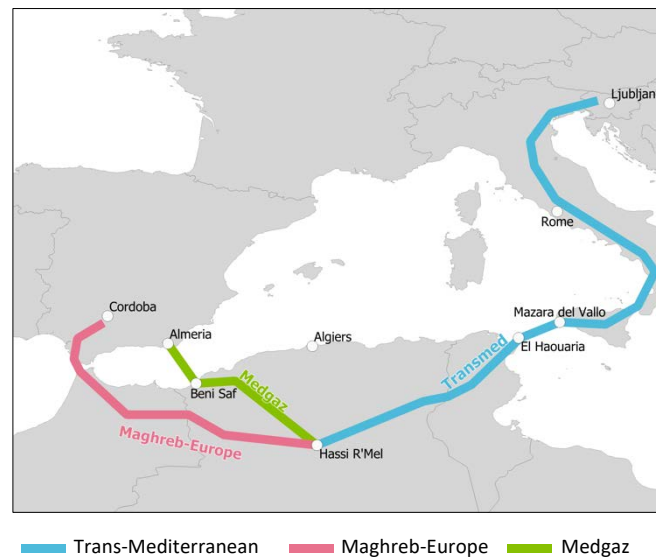 Ljubljan
Rome
Cordoba
Mazara del Vallo
Almeria
Algiers
El Haouaria
Transmed
Beni Saf
Medgaz
Maghreb-Europe
Hassi R'Mel
Trans-Mediterranean
Maghreb-Europe
Medgaz